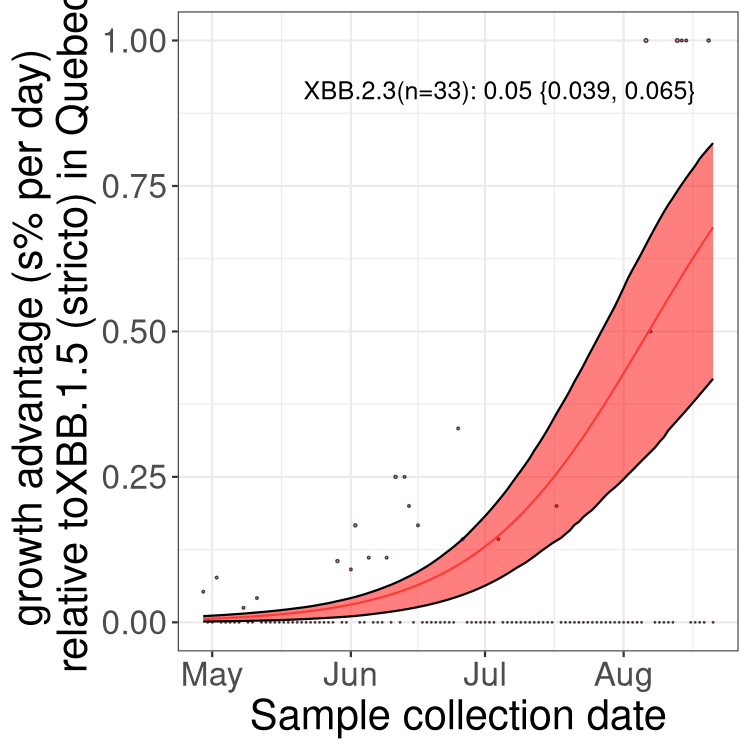 growth advantage (s% per day)
relative toXBB.1.5 (stricto) in Quebec
1.00
XBB.2.3(n=33): 0.05 {0.039, 0.065}
0.75
0.50
0.25
0.00
May Jun Jul Aug
Sample collection date